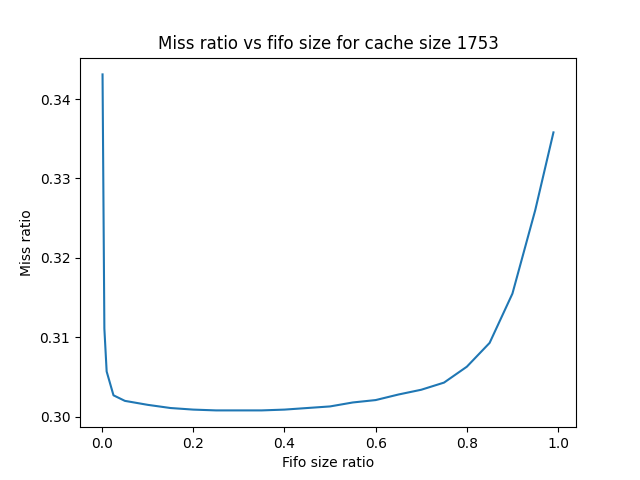 Miss ratio vs fifo size for cache size 1753
Miss ratio
0.34
0.33
0.32
0.31
0.30
0.0 0.2 0.4 0.6 0.8 1.0
Fifo size ratio